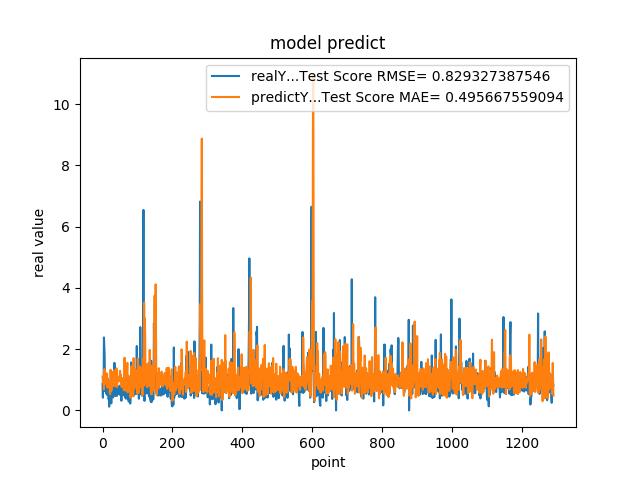 model predict
realY...Test Score RMSE= 0.829327387546
predictY...Test Score MAE= 0.495667559094
real value
10
8
6
4
2
0
0 200 400 600 800 1000 1200
point